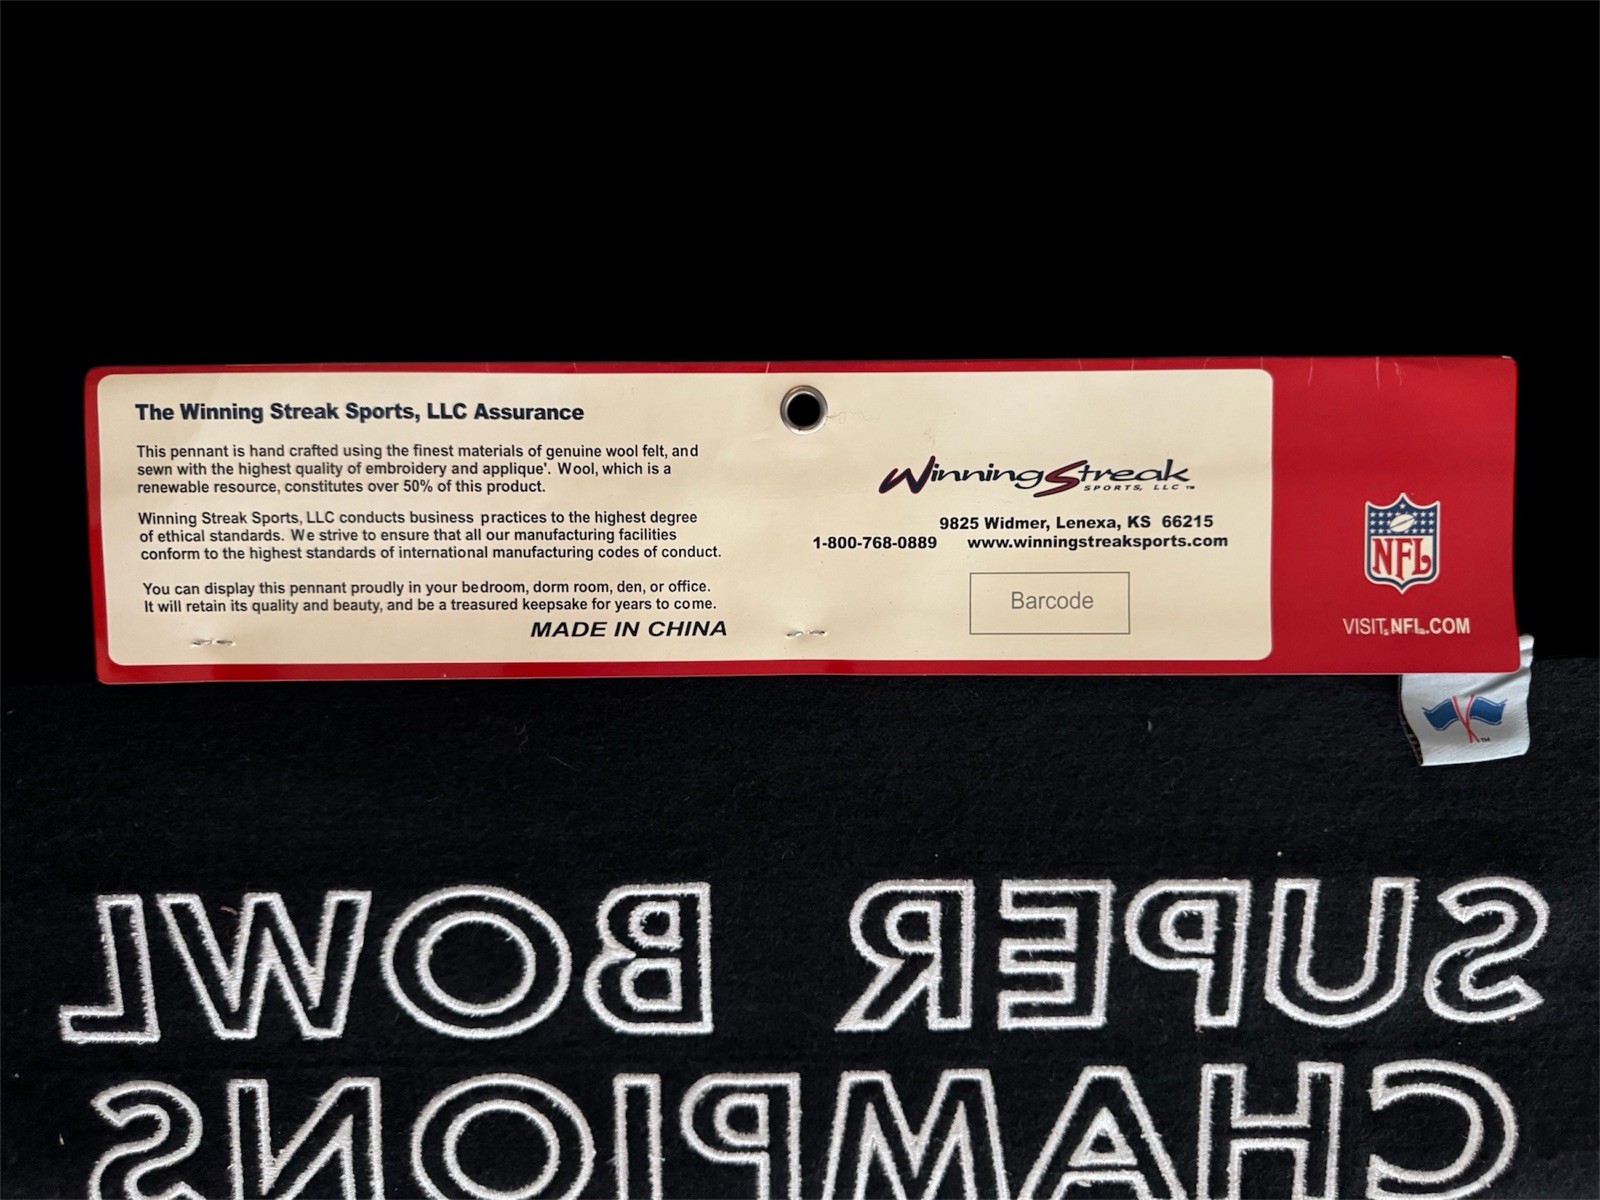 The Winning Streak Sports, LLC Assurance
This pennant is hand crafted using the finest materials of genuine wool felt, and
sewn with the highest quality of embroidery and applique'. Wool, which is a
renewable resource, constitutes over 50% of this product.
Winning Streak Sports, LLC conducts business practices to the highest degree
of ethical standards. We strive to ensure that all our manufacturing facilities
conform to the highest standards of international manufacturing codes of conduct.
You can display this pennant proudly in your bedroom, dorm room, den, or office.
It will retain its quality and beauty, and be a treasured keepsake for years to come.
MADE IN CHINA
Winning Streak
SPORTS, LLC ™
9825 Widmer, Lenexa, KS 66215
1-800-768-0889 www.winningstreaksports.com
Barcode
NFL
VISIT NFL.COM
TM
SUPER BOWL
CHAMPIONS